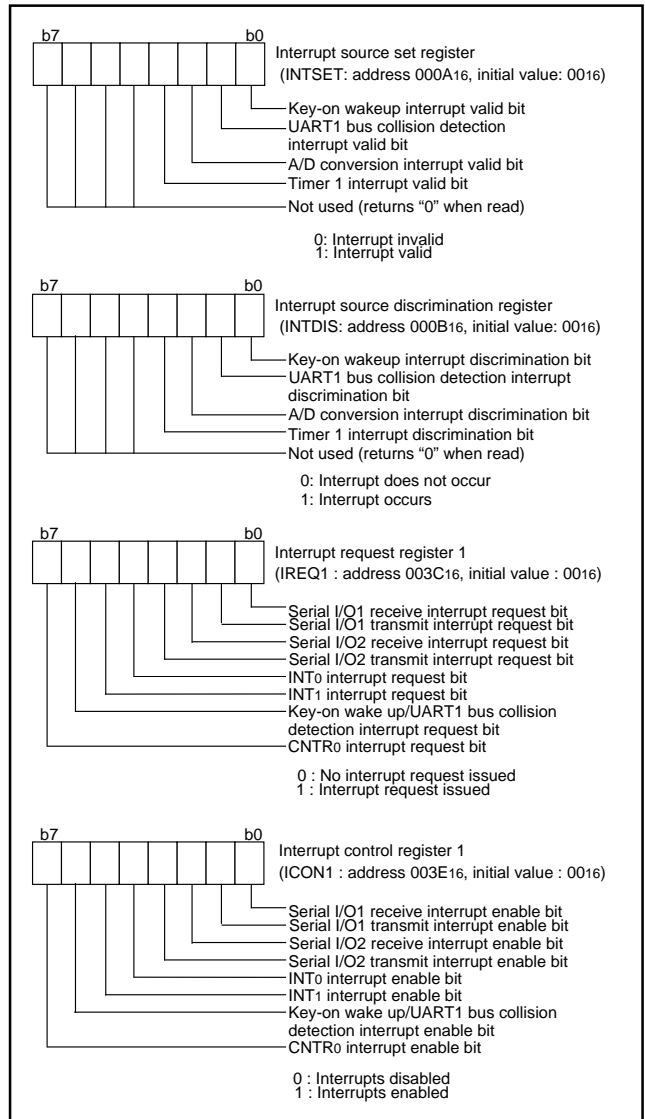 b7 b0
Interrupt source set register
(INTSET: address 000A16, initial value: 0016)
Key-on wakeup interrupt valid bit
UART1 bus collision detection
interrupt valid bit
A/D conversion interrupt valid bit
Timer 1 interrupt valid bit
Not used (returns “0” when read)
0: Interrupt invalid
1: Interrupt valid
b7 b0
Interrupt source discrimination register
(INTDIS: address 000B16, initial value: 0016)
Key-on wakeup interrupt discrimination bit
UART1 bus collision detection interrupt
discrimination bit
A/D conversion interrupt discrimination bit
Timer 1 interrupt discrimination bit
Not used (returns “0” when read)
0: Interrupt does not occur
1: Interrupt occurs
b7 b0
Interrupt request register 1
(IREQ1 : address 003C16, initial value : 0016)
Serial I/O1 receive interrupt request bit
Serial I/O1 transmit interrupt request bit
Serial I/O2 receive interrupt request bit
Serial I/O2 transmit interrupt request bit
INT0 interrupt request bit
INT1 interrupt request bit
Key-on wake up/UART1 bus collision
detection interrupt request bit
CNTR0 interrupt request bit
0 : No interrupt request issued
1 : Interrupt request issued
b7 b0
Interrupt control register 1
(ICON1 : address 003E16, initial value : 0016)
Serial I/O1 receive interrupt enable bit
Serial I/O1 transmit interrupt enable bit
Serial I/O2 receive interrupt enable bit
Serial I/O2 transmit interrupt enable bit
INT0 interrupt enable bit
INT1 interrupt enable bit
Key-on wake up/UART1 bus collision
detection interrupt enable bit
CNTR0 interrupt enable bit
0 : Interrupts disabled
1 : Interrupts enabled